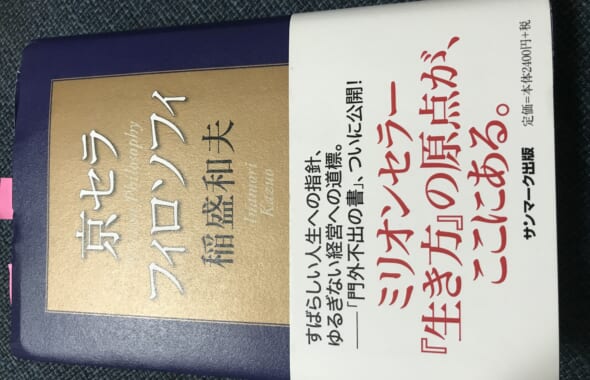 京セラ
Philosophy
フィロソフィ
稲盛和夫
Inamori
Kazuo
すばらしい人生への指針、
ゆるぎない経営への道標。
――「門外不出の書」、ついに公開！
ミリオンセラー
『生き方』の原点が、
ここにある。
サンマーク出版
定価=本体2400円+税